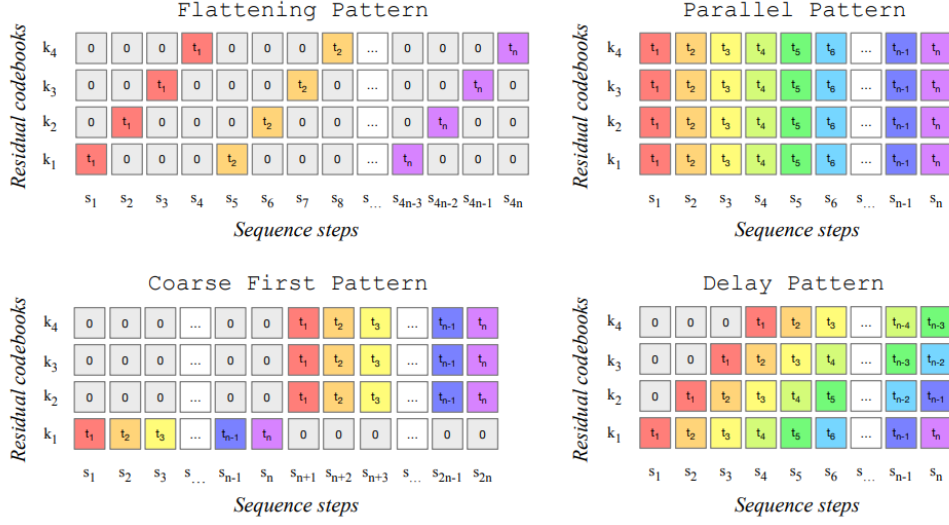 Flattening Pattern
Residual codebooks
k4 0 0 0 t1 0 0 0 t2 ... 0 0 tn
k3 0 0 t1 0 0 0 t2 0 ... 0 tn 0
k2 0 t1 0 0 0 t2 0 0 ... tn 0 0
k1 t1 0 0 0 t2 0 0 0 ... tn 0 0 0
s1 s2 s3 s4 s5 s6 s7 s8 s... s4n-3 s4n-2 s4n-1 s4n
Sequence steps
Parallel Pattern
Residual codebooks
k4 t1 t2 t3 t4 t5 t6 ... tn-1 tn
k3 t1 t2 t3 t4 t5 t6 ... tn-1 tn
k2 t1 t2 t3 t4 t5 t6 ... tn-1 tn
k1 t1 t2 t3 t4 t5 t6 ... tn-1 tn
s1 s2 s3 s4 s5 s6 s... sn-1 sn
Sequence steps
Coarse First Pattern
Residual codebooks
k4 0 0 0 ... 0 0 t1 t2 t3 ... tn-1 tn
k3 0 0 0 ... 0 0 t1 t2 t3 ... tn-1 tn
k2 0 0 0 ... 0 0 t1 t2 t3 ... tn-1 tn
k1 t1 t2 t3 ... tn-1 tn 0 0 0 ... 0 0
s1 s2 s3 s... sn-1 sn sn+1 sn+2 sn+3 s... s2n-1 s2n
Sequence steps
Delay Pattern
Residual codebooks
k4 0 0 0 t1 t2 t3 ... tn-4 tn-3
k3 0 0 t1 t2 t3 t4 ... tn-3 tn-2
k2 0 t1 t2 t3 t4 t5 ... tn-2 tn-1
k1 t1 t2 t3 t4 t5 t6 ... tn-1 tn
s1 s2 s3 s4 s5 s6 s... sn-1 sn
Sequence steps